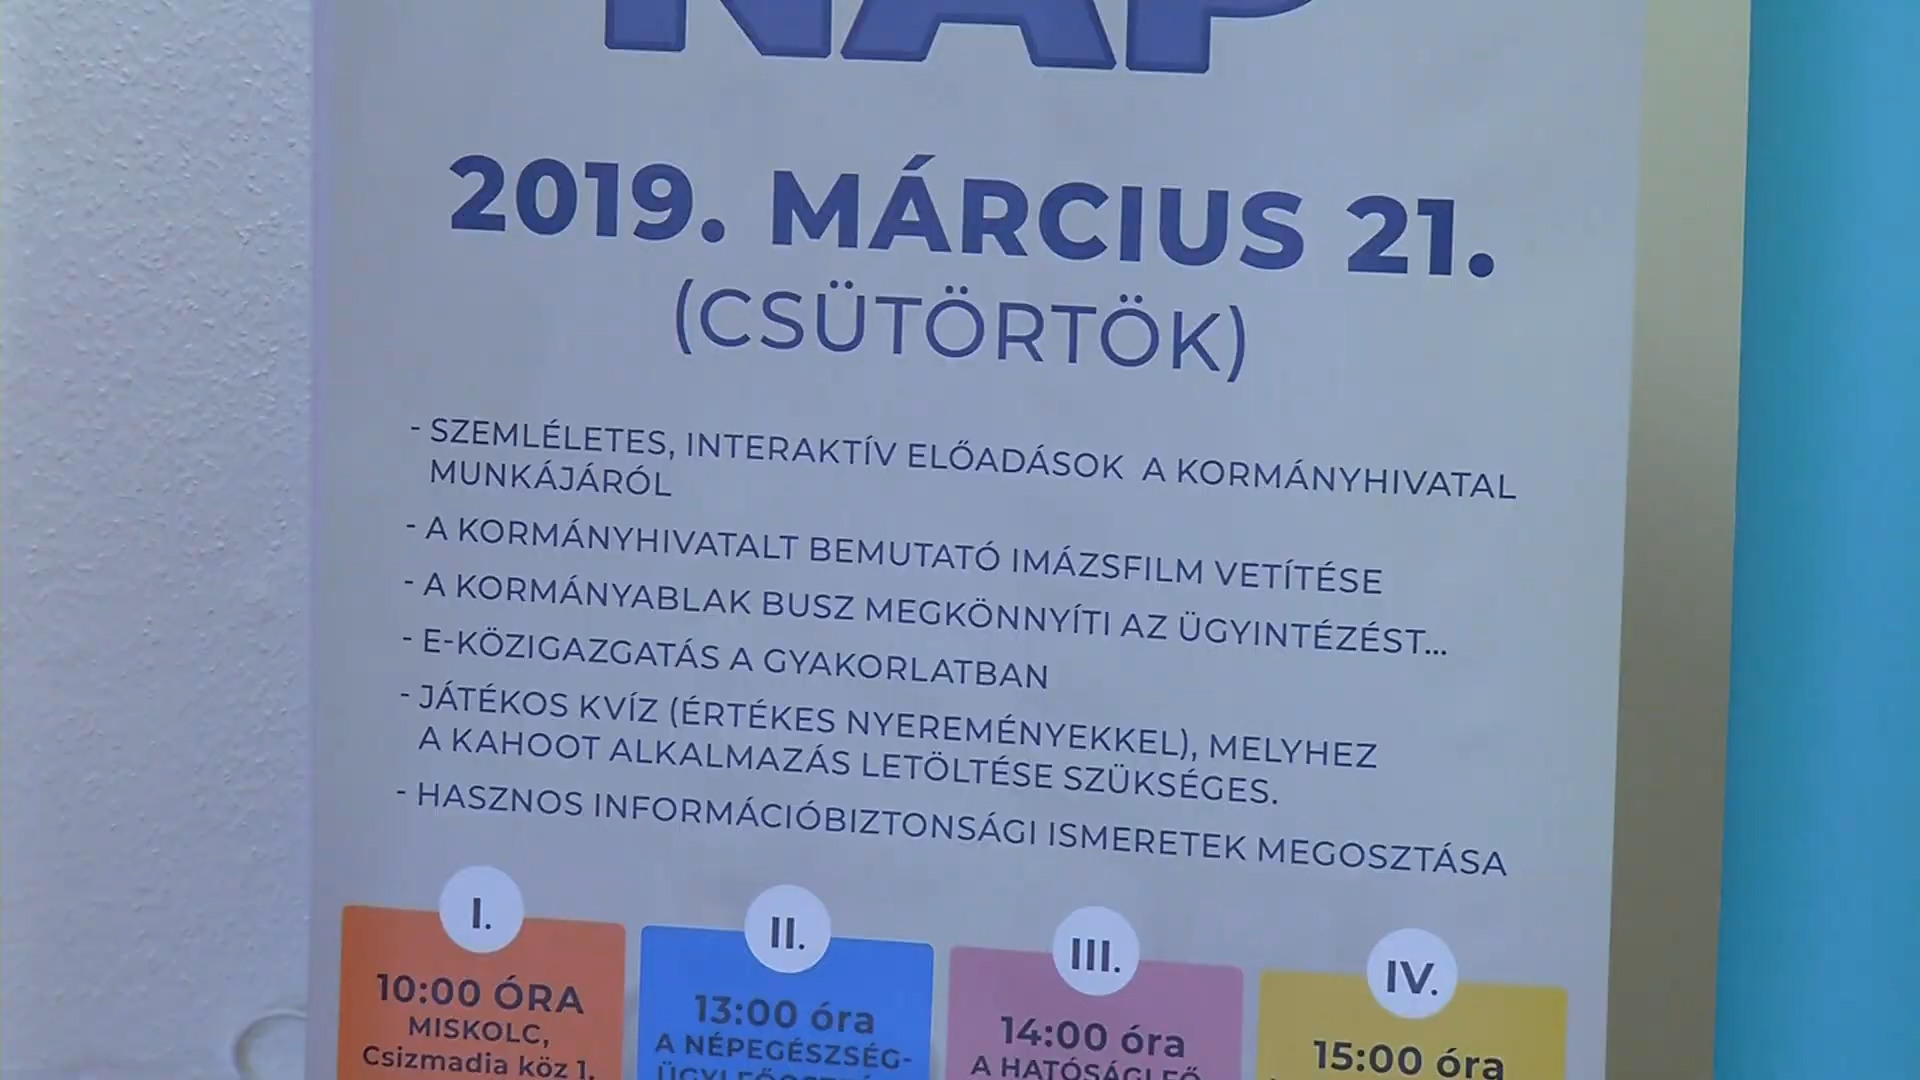 NAP
2019. MÁRCIUS 21.
(CSÜTÖRTÖK)
- SZEMLÉLETES, INTERAKTÍV ELŐADÁSOK A KORMÁNYHIVATAL
MUNKÁJÁRÓL
- A KORMÁNYHIVATALT BEMUTATÓ IMÁZSFILM VETÍTÉSE
- A KORMÁNYABLAK BUSZ MEGKÖNNYÍTI AZ ÜGYINTÉZÉST...
- E-KÖZIGAZGATÁS A GYAKORLATBAN
- JÁTÉKOS KVÍZ (ÉRTÉKES NYEREMÉNYEKKEL), MELYHEZ
A KAHOOT ALKALMAZÁS LETÖLTÉSE SZÜKSÉGES.
- HASZNOS INFORMÁCIÓBIZTONSÁGI ISMERETEK MEGOSZTÁSA
I.
10:00 ÓRA
MISKOLC,
Csizmadia köz 1.
II.
13:00 óra
A NÉPEGÉSZSÉG-
III.
14:00 óra
A HATÓSÁGI
IV.
15:00 óra